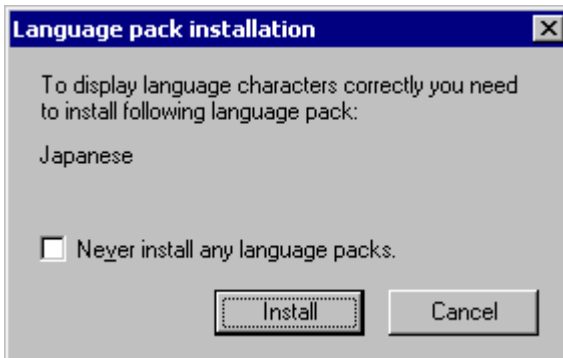 Language pack installation
To display language characters correctly you need
to install following language pack:
Japanese
Never install any language packs.
Install
Cancel